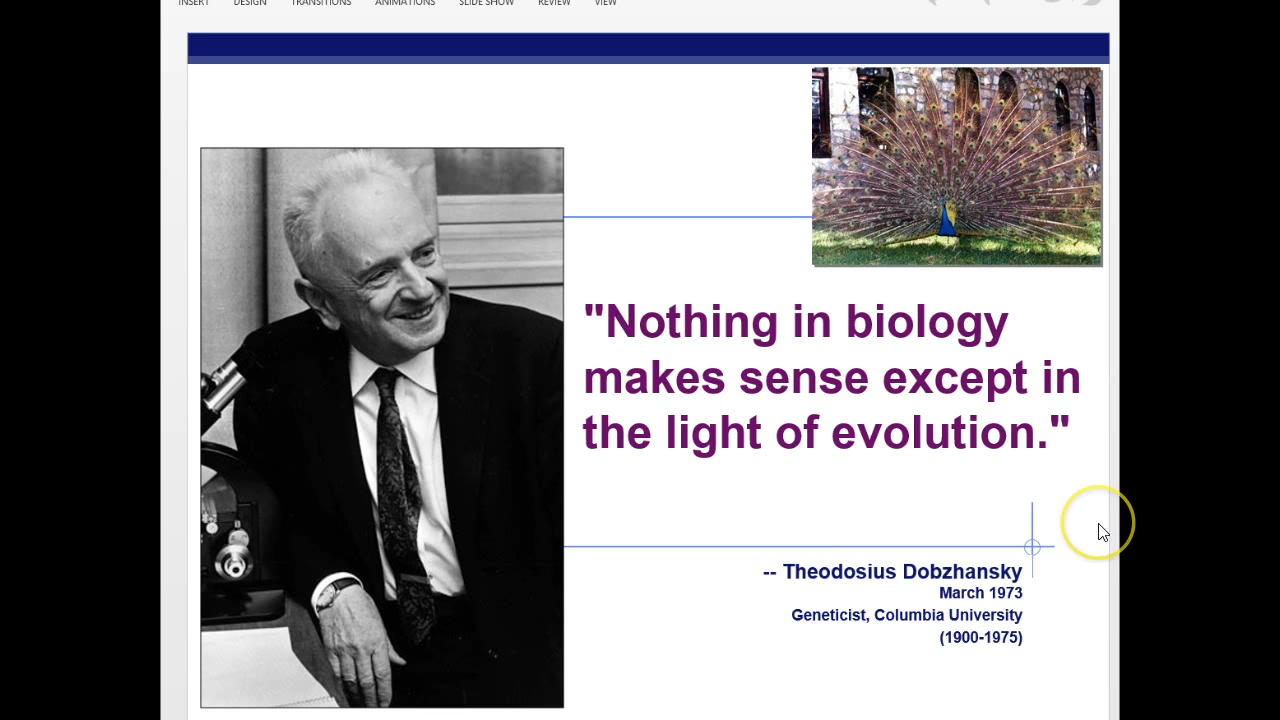 INSERT DESIGN TRANSITIONS ANIMATIONS SLIDE SHOW REVIEW VIEW
"Nothing in biology
makes sense except in
the light of evolution."
-- Theodosius Dobzhansky
March 1973
Geneticist, Columbia University
(1900-1975)